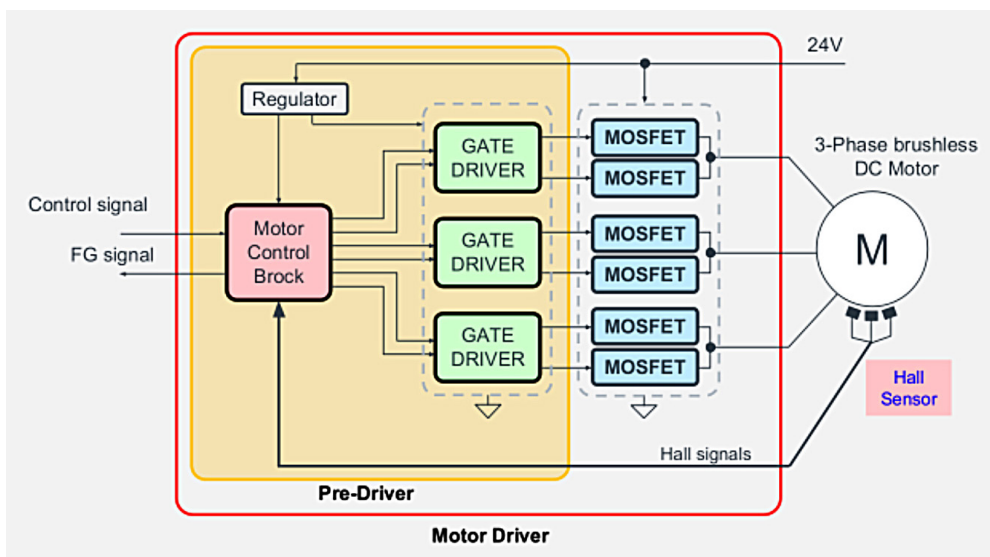 24V
Regulator
GATE
DRIVER
MOSFET
MOSFET
3-Phase brushless
DC Motor
Control signal
FG signal
Motor
Control
Brock
GATE
DRIVER
MOSFET
MOSFET
M
GATE
DRIVER
MOSFET
MOSFET
Hall
Sensor
Hall signals
Pre-Driver
Motor Driver